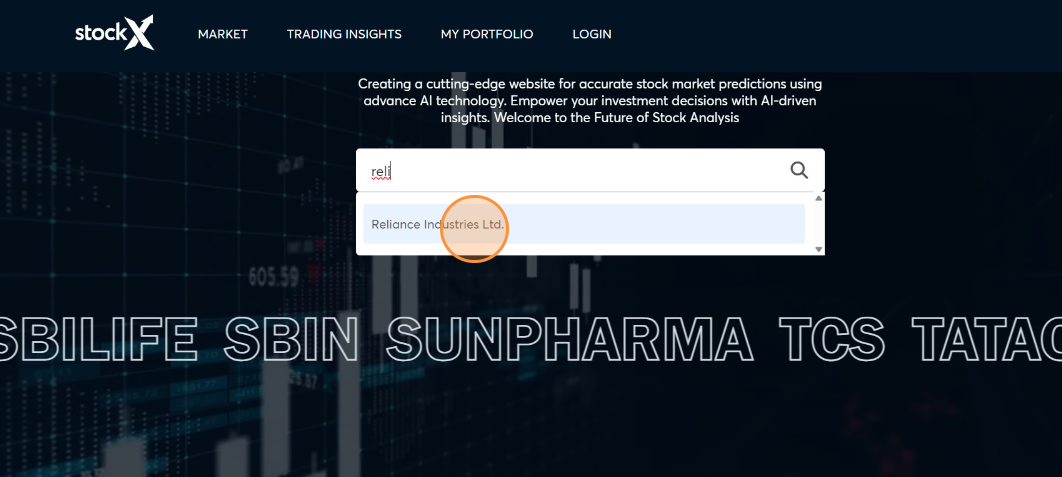 stockX
MARKET TRADING INSIGHTS MY PORTFOLIO LOGIN
Creating a cutting-edge website for accurate stock market predictions using
advance AI technology. Empower your investment decisions with AI-driven
insights. Welcome to the Future of Stock Analysis
reli
Reliance Industries Ltd.
605.59
SBILIFE SBIN SUNPHARMA TCS TATAC